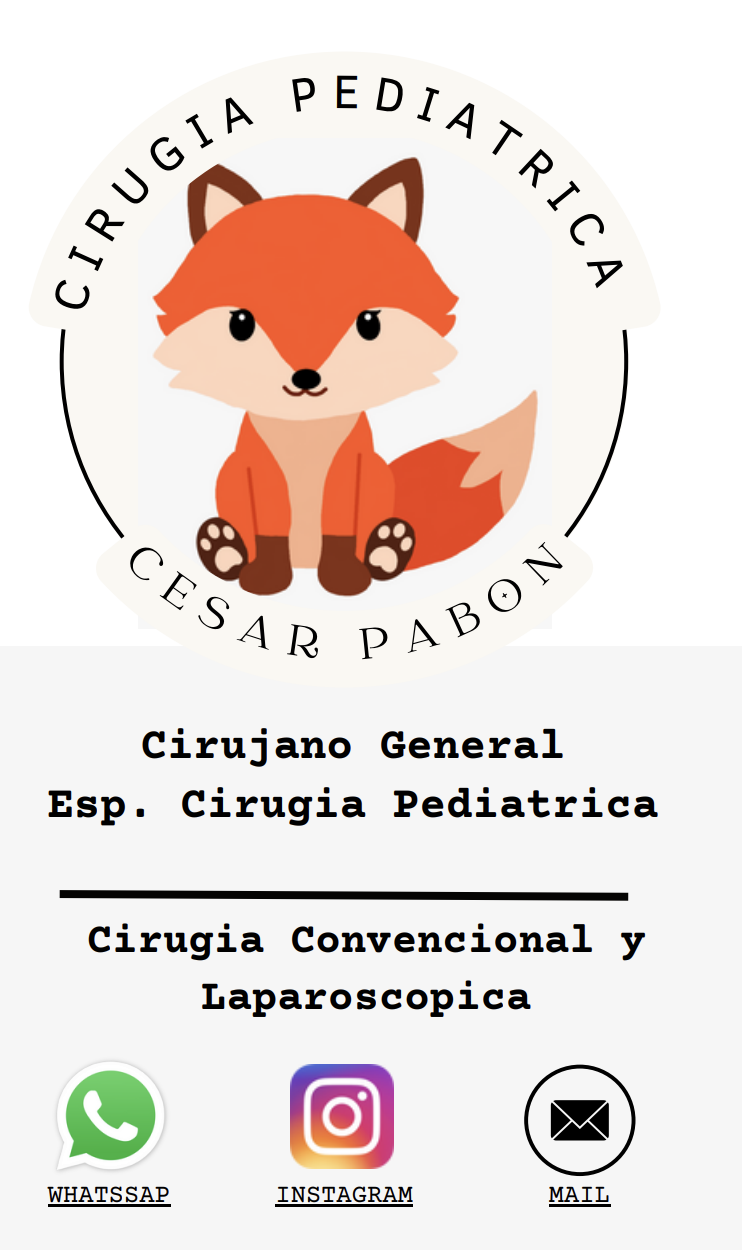 CIRUGIA PEDIATRICA
CESAR PABON
Cirujano General
Esp. Cirugia Pediatrica
Cirugia Convencional y
Laparoscopica
WHATSSAP
INSTAGRAM
MAIL